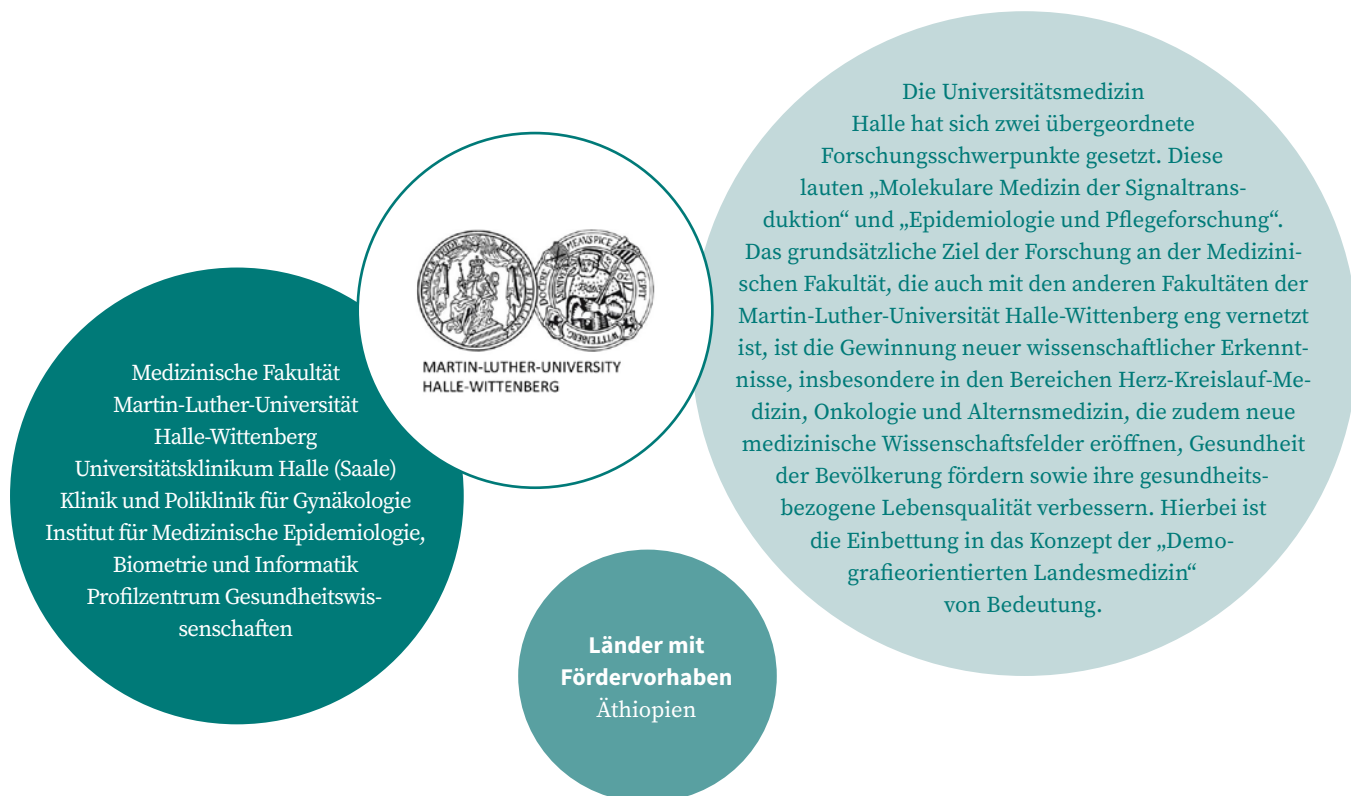 Medizinische Fakultät
Martin-Luther-Universität
Halle-Wittenberg
Universitätsklinikum Halle (Saale)
Klinik und Poliklinik für Gynäkologie
Institut für Medizinische Epidemiologie,
Biometrie und Informatik
Profilzentrum Gesundheitswis-
senschaften
MARTIN-LUTHER-UNIVERSITY
HALLE-WITTENBERG
Die Universitätsmedizin
Halle hat sich zwei übergeordnete
Forschungsschwerpunkte gesetzt. Diese
lauten „Molekulare Medizin der Signaltrans-
duktion“ und „Epidemiologie und Pflegeforschung“.
Das grundsätzliche Ziel der Forschung an der Medizini-
schen Fakultät, die auch mit den anderen Fakultäten der
Martin-Luther-Universität Halle-Wittenberg eng vernetzt
ist, ist die Gewinnung neuer wissenschaftlicher Erkennt-
nisse, insbesondere in den Bereichen Herz-Kreislauf-Me-
dizin, Onkologie und Alternsmedizin, die zudem neue
medizinische Wissenschaftsfelder eröffnen, Gesundheit
der Bevölkerung fördern sowie ihre gesundheits-
bezogene Lebensqualität verbessern. Hierbei ist
die Einbettung in das Konzept der „Demo-
grafieorientierten Landesmedizin“
von Bedeutung.
Länder mit
Fördervorhaben
Äthiopien